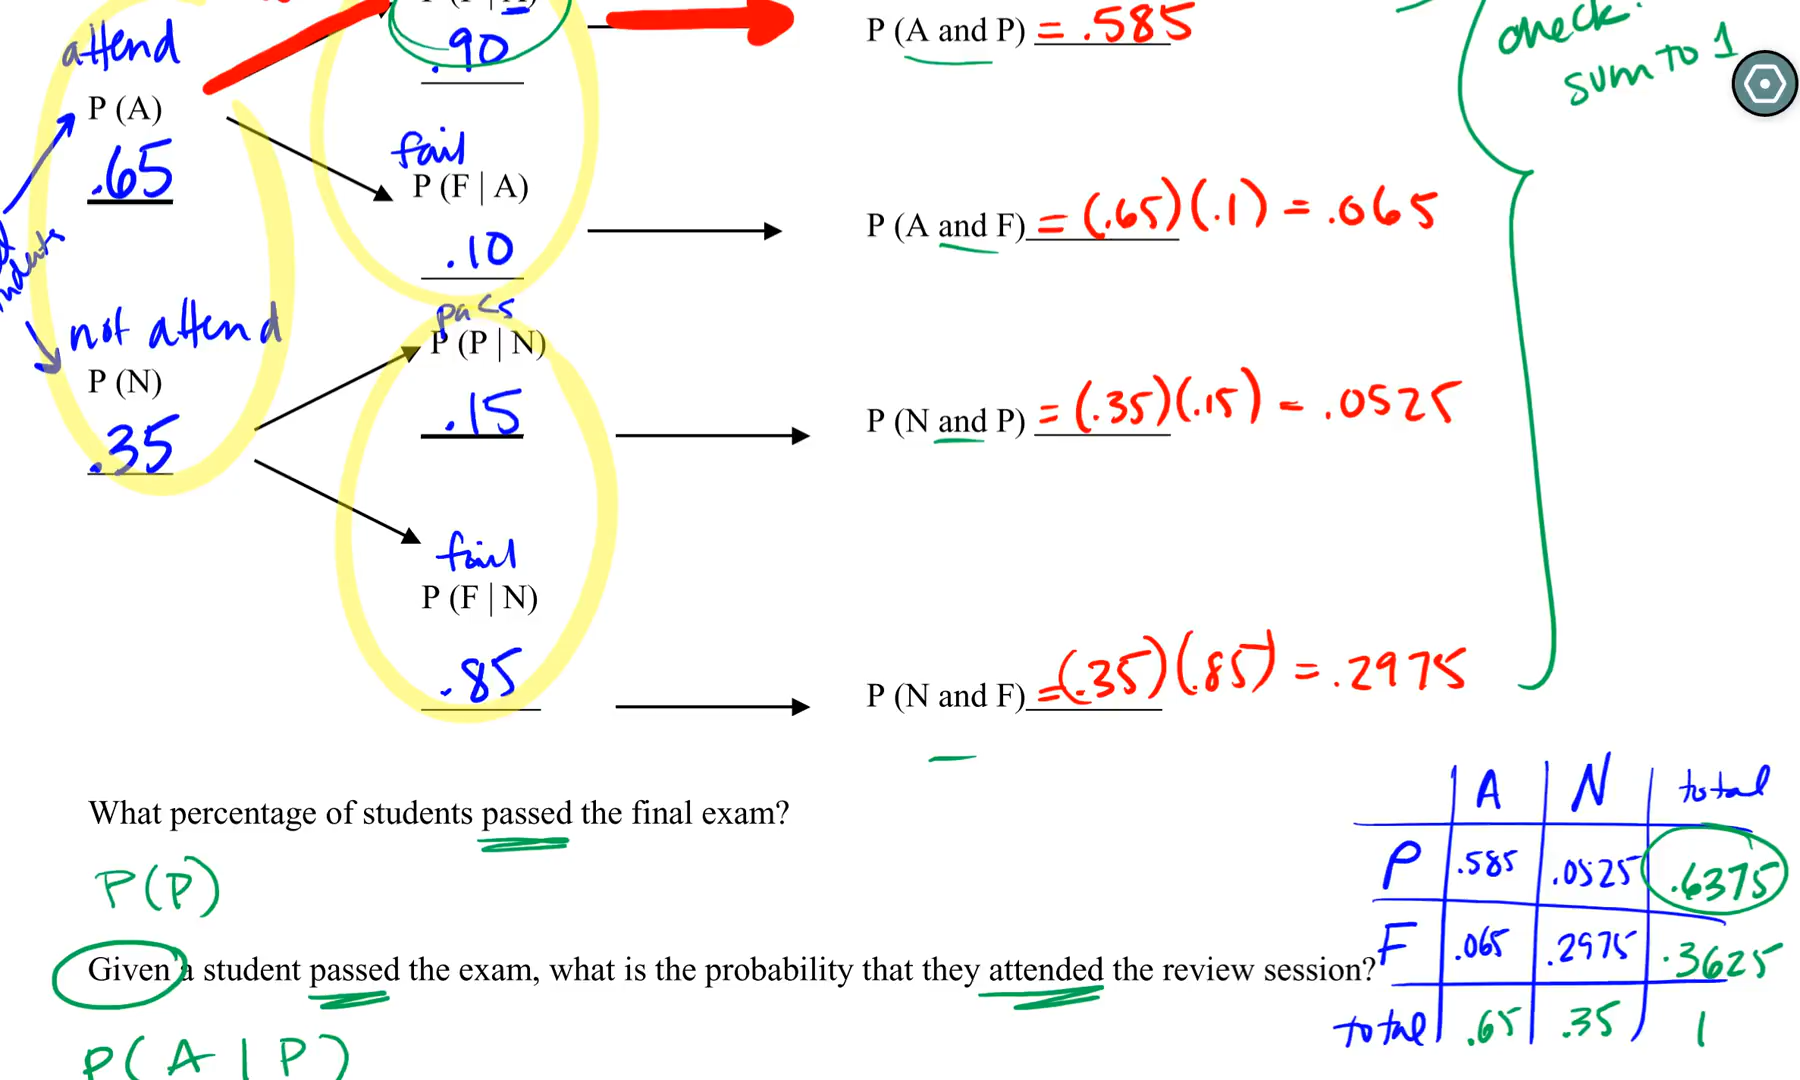 attend
P (A)
.65
.90
P (A and P) = .585
check:
sum to 1
fail
P (F | A)
.10
P (A and F) = (.65)(.1) = .065
not attend
P (N)
.35
pass
P (P | N)
.15
P (N and P) = (.35)(.15) = .0525
fail
P (F | N)
.85
P (N and F) = (.35)(.85) = .2975
What percentage of students passed the final exam?
P(P)
Given a student passed the exam, what is the probability that they attended the review session?
P(A | P)
A N total
P .585 .0525 .6375
F .065 .2975 .3625
total .65 .35 1